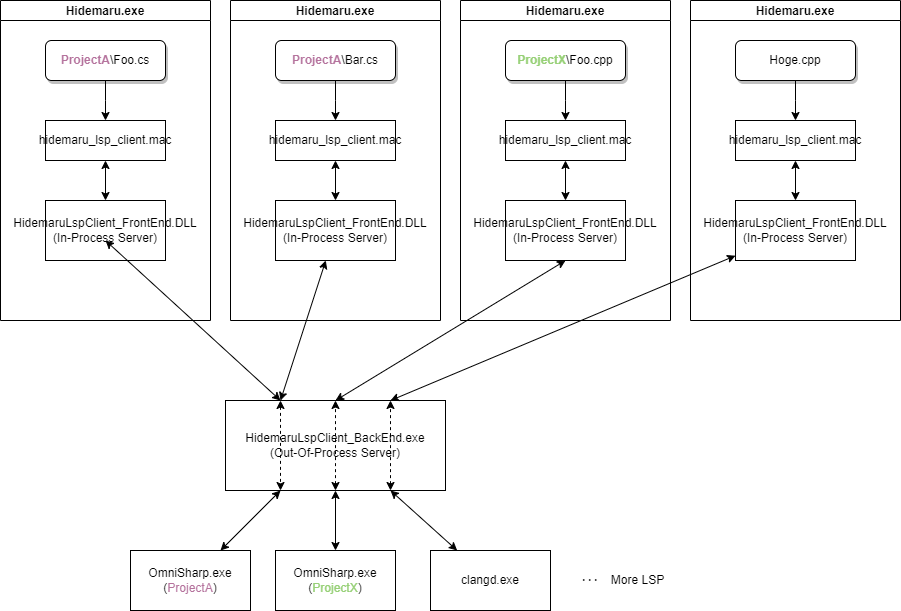 Hidemaru.exe
ProjectA\Foo.cs
hidemaru_lsp_client.mac
HidemaruLspClient_FrontEnd.DLL
(In-Process Server)
Hidemaru.exe
ProjectA\Bar.cs
hidemaru_lsp_client.mac
HidemaruLspClient_FrontEnd.DLL
(In-Process Server)
Hidemaru.exe
ProjectX\Foo.cpp
hidemaru_lsp_client.mac
HidemaruLspClient_FrontEnd.DLL
(In-Process Server)
Hidemaru.exe
Hoge.cpp
hidemaru_lsp_client.mac
HidemaruLspClient_FrontEnd.DLL
(In-Process Server)
HidemaruLspClient_BackEnd.exe
(Out-Of-Process Server)
OmniSharp.exe
(ProjectA)
OmniSharp.exe
(ProjectX)
clangd.exe
… More LSP